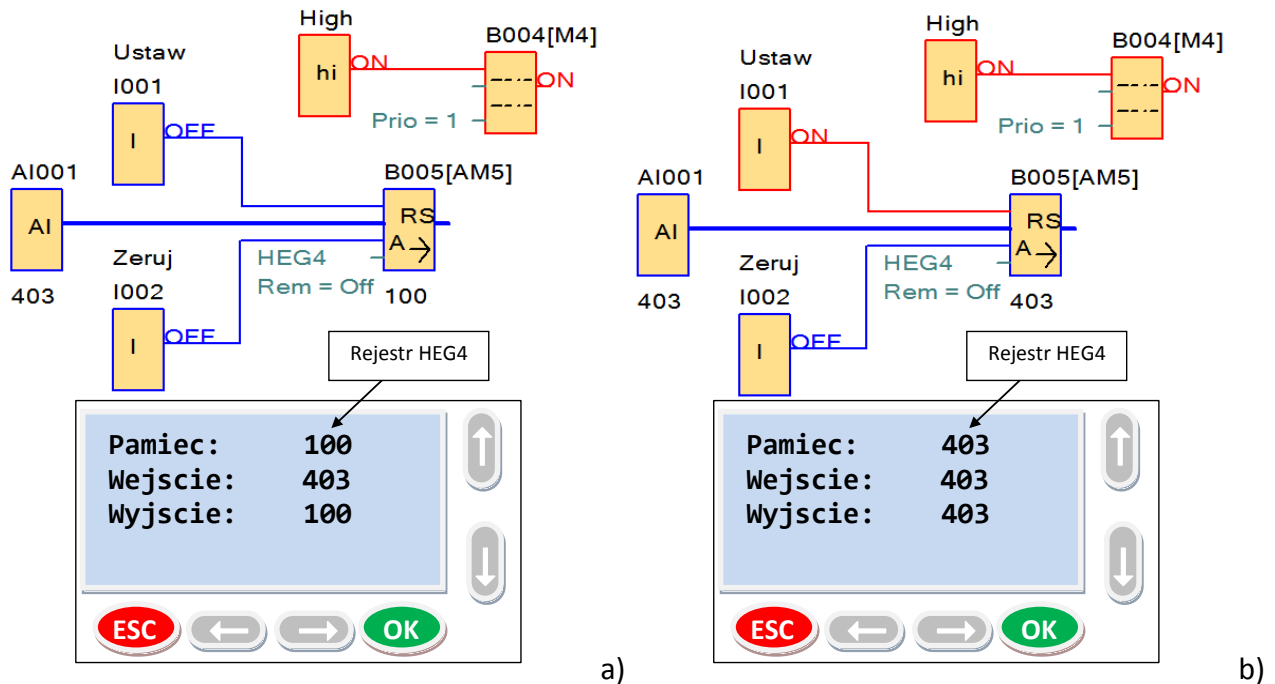 High
B004[M4]
Ustaw
hi
ON
ON
I001
Prio = 1
I
OFF
AI001
B005[AM5]
RS
AI
A
Zeruj
HEG4
I002
Rem = Off
403
100
I
OFF
Rejestr HEG4
Pamiec: 100
Wejscie: 403
Wyjscie: 100
ESC
OK
a)
High
B004[M4]
Ustaw
hi
ON
ON
I001
Prio = 1
I
ON
AI001
B005[AM5]
RS
AI
A
Zeruj
HEG4
I002
Rem = Off
403
403
I
OFF
Rejestr HEG4
Pamiec: 403
Wejscie: 403
Wyjscie: 403
ESC
OK
b)